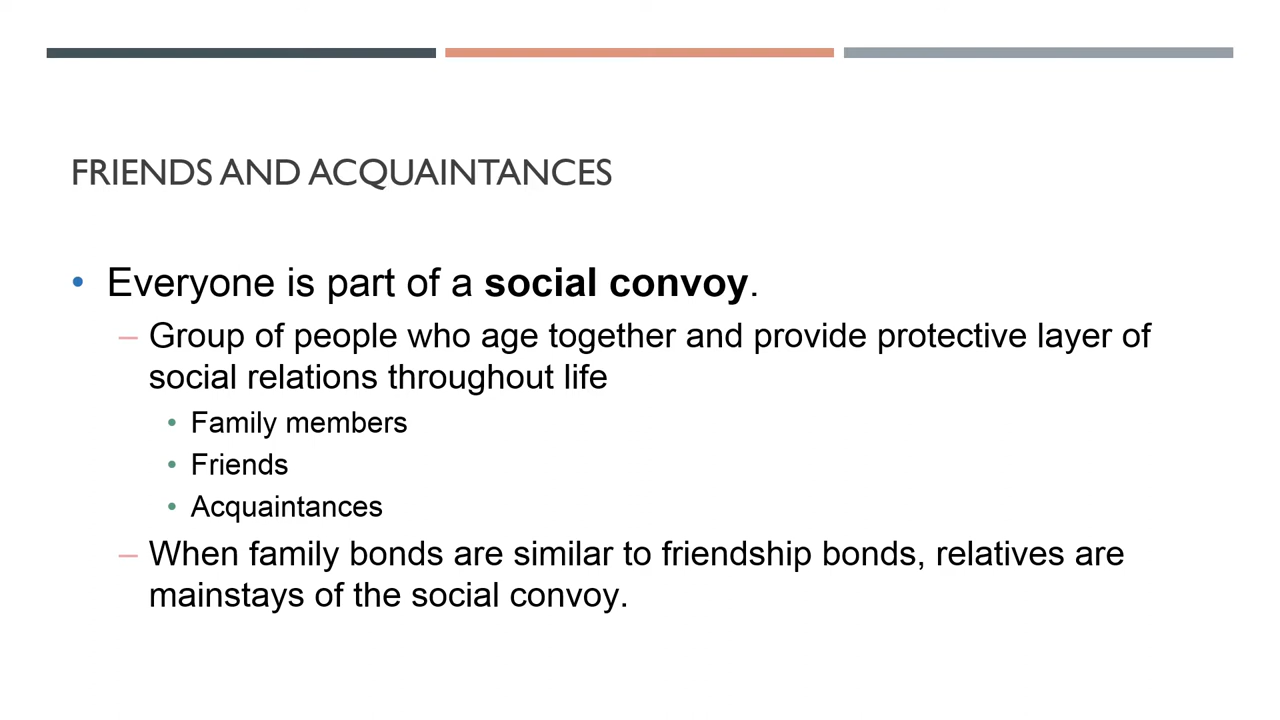 FRIENDS AND ACQUAINTANCES
• Everyone is part of a social convoy.
– Group of people who age together and provide protective layer of
social relations throughout life
• Family members
• Friends
• Acquaintances
– When family bonds are similar to friendship bonds, relatives are
mainstays of the social convoy.